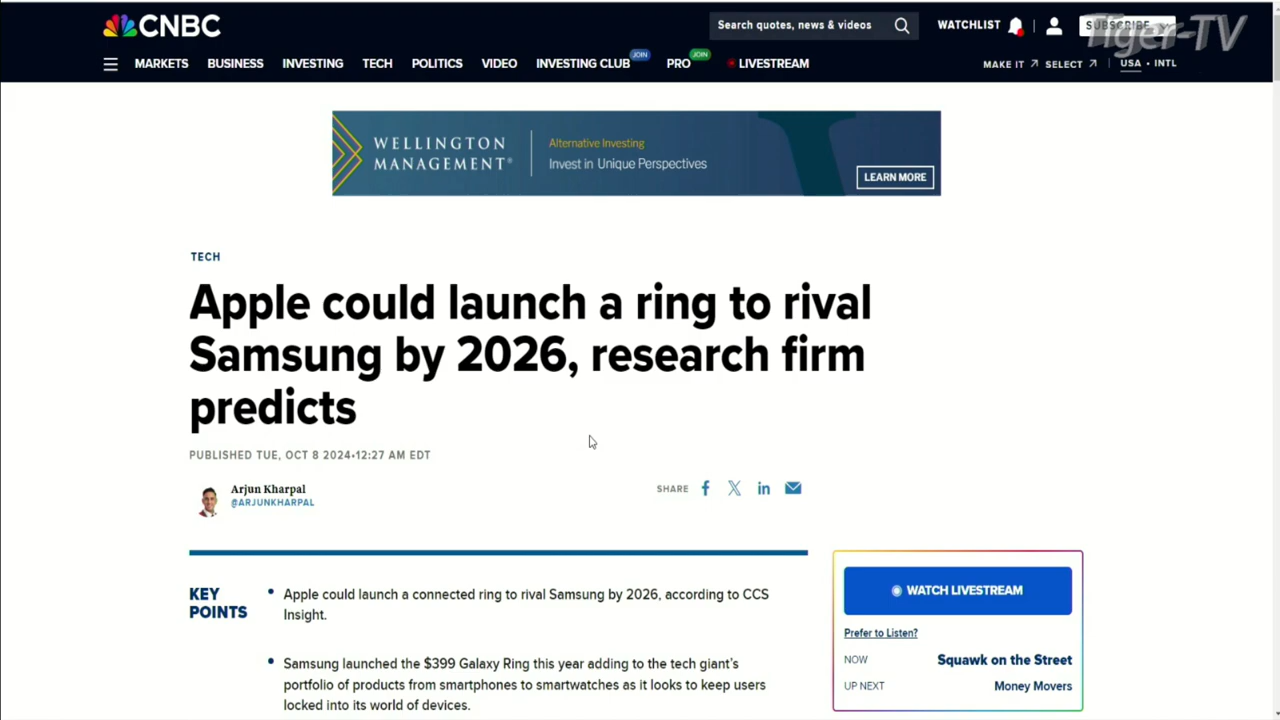 CNBC
Search quotes, news & videos
WATCHLIST
SUBSCRIBE
Tiger-TV
MARKETS BUSINESS INVESTING TECH POLITICS VIDEO INVESTING CLUB JOIN PRO JOIN LIVESTREAM
MAKE IT SELECT USA • INTL
WELLINGTON
MANAGEMENT®
Alternative Investing
Invest in Unique Perspectives
LEARN MORE
TECH
Apple could launch a ring to rival
Samsung by 2026, research firm
predicts
PUBLISHED TUE, OCT 8 2024•12:27 AM EDT
Arjun Kharpal
@ARJUNKHARPAL
SHARE
KEY
POINTS
• Apple could launch a connected ring to rival Samsung by 2026, according to CCS
Insight.
• Samsung launched the $399 Galaxy Ring this year adding to the tech giant's
portfolio of products from smartphones to smartwatches as it looks to keep users
locked into its world of devices.
WATCH LIVESTREAM
Prefer to Listen?
NOW Squawk on the Street
UP NEXT Money Movers